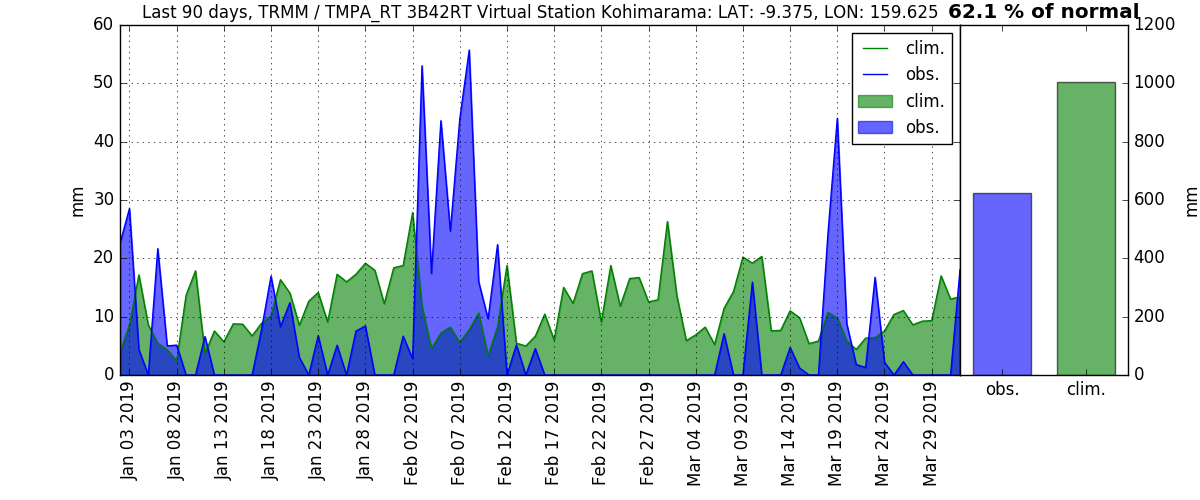 Last 90 days, TRMM / TMPA_RT 3B42RT Virtual Station Kohimarama: LAT: -9.375, LON: 159.625 62.1 % of normal
60
50
40
30
20
10
0
mm
clim.
obs.
clim.
obs.
1200
1000
800
600
400
200
0
mm
Jan 03 2019
Jan 08 2019
Jan 13 2019
Jan 18 2019
Jan 23 2019
Jan 28 2019
Feb 02 2019
Feb 07 2019
Feb 12 2019
Feb 17 2019
Feb 22 2019
Feb 27 2019
Mar 04 2019
Mar 09 2019
Mar 14 2019
Mar 19 2019
Mar 24 2019
Mar 29 2019
obs.
clim.